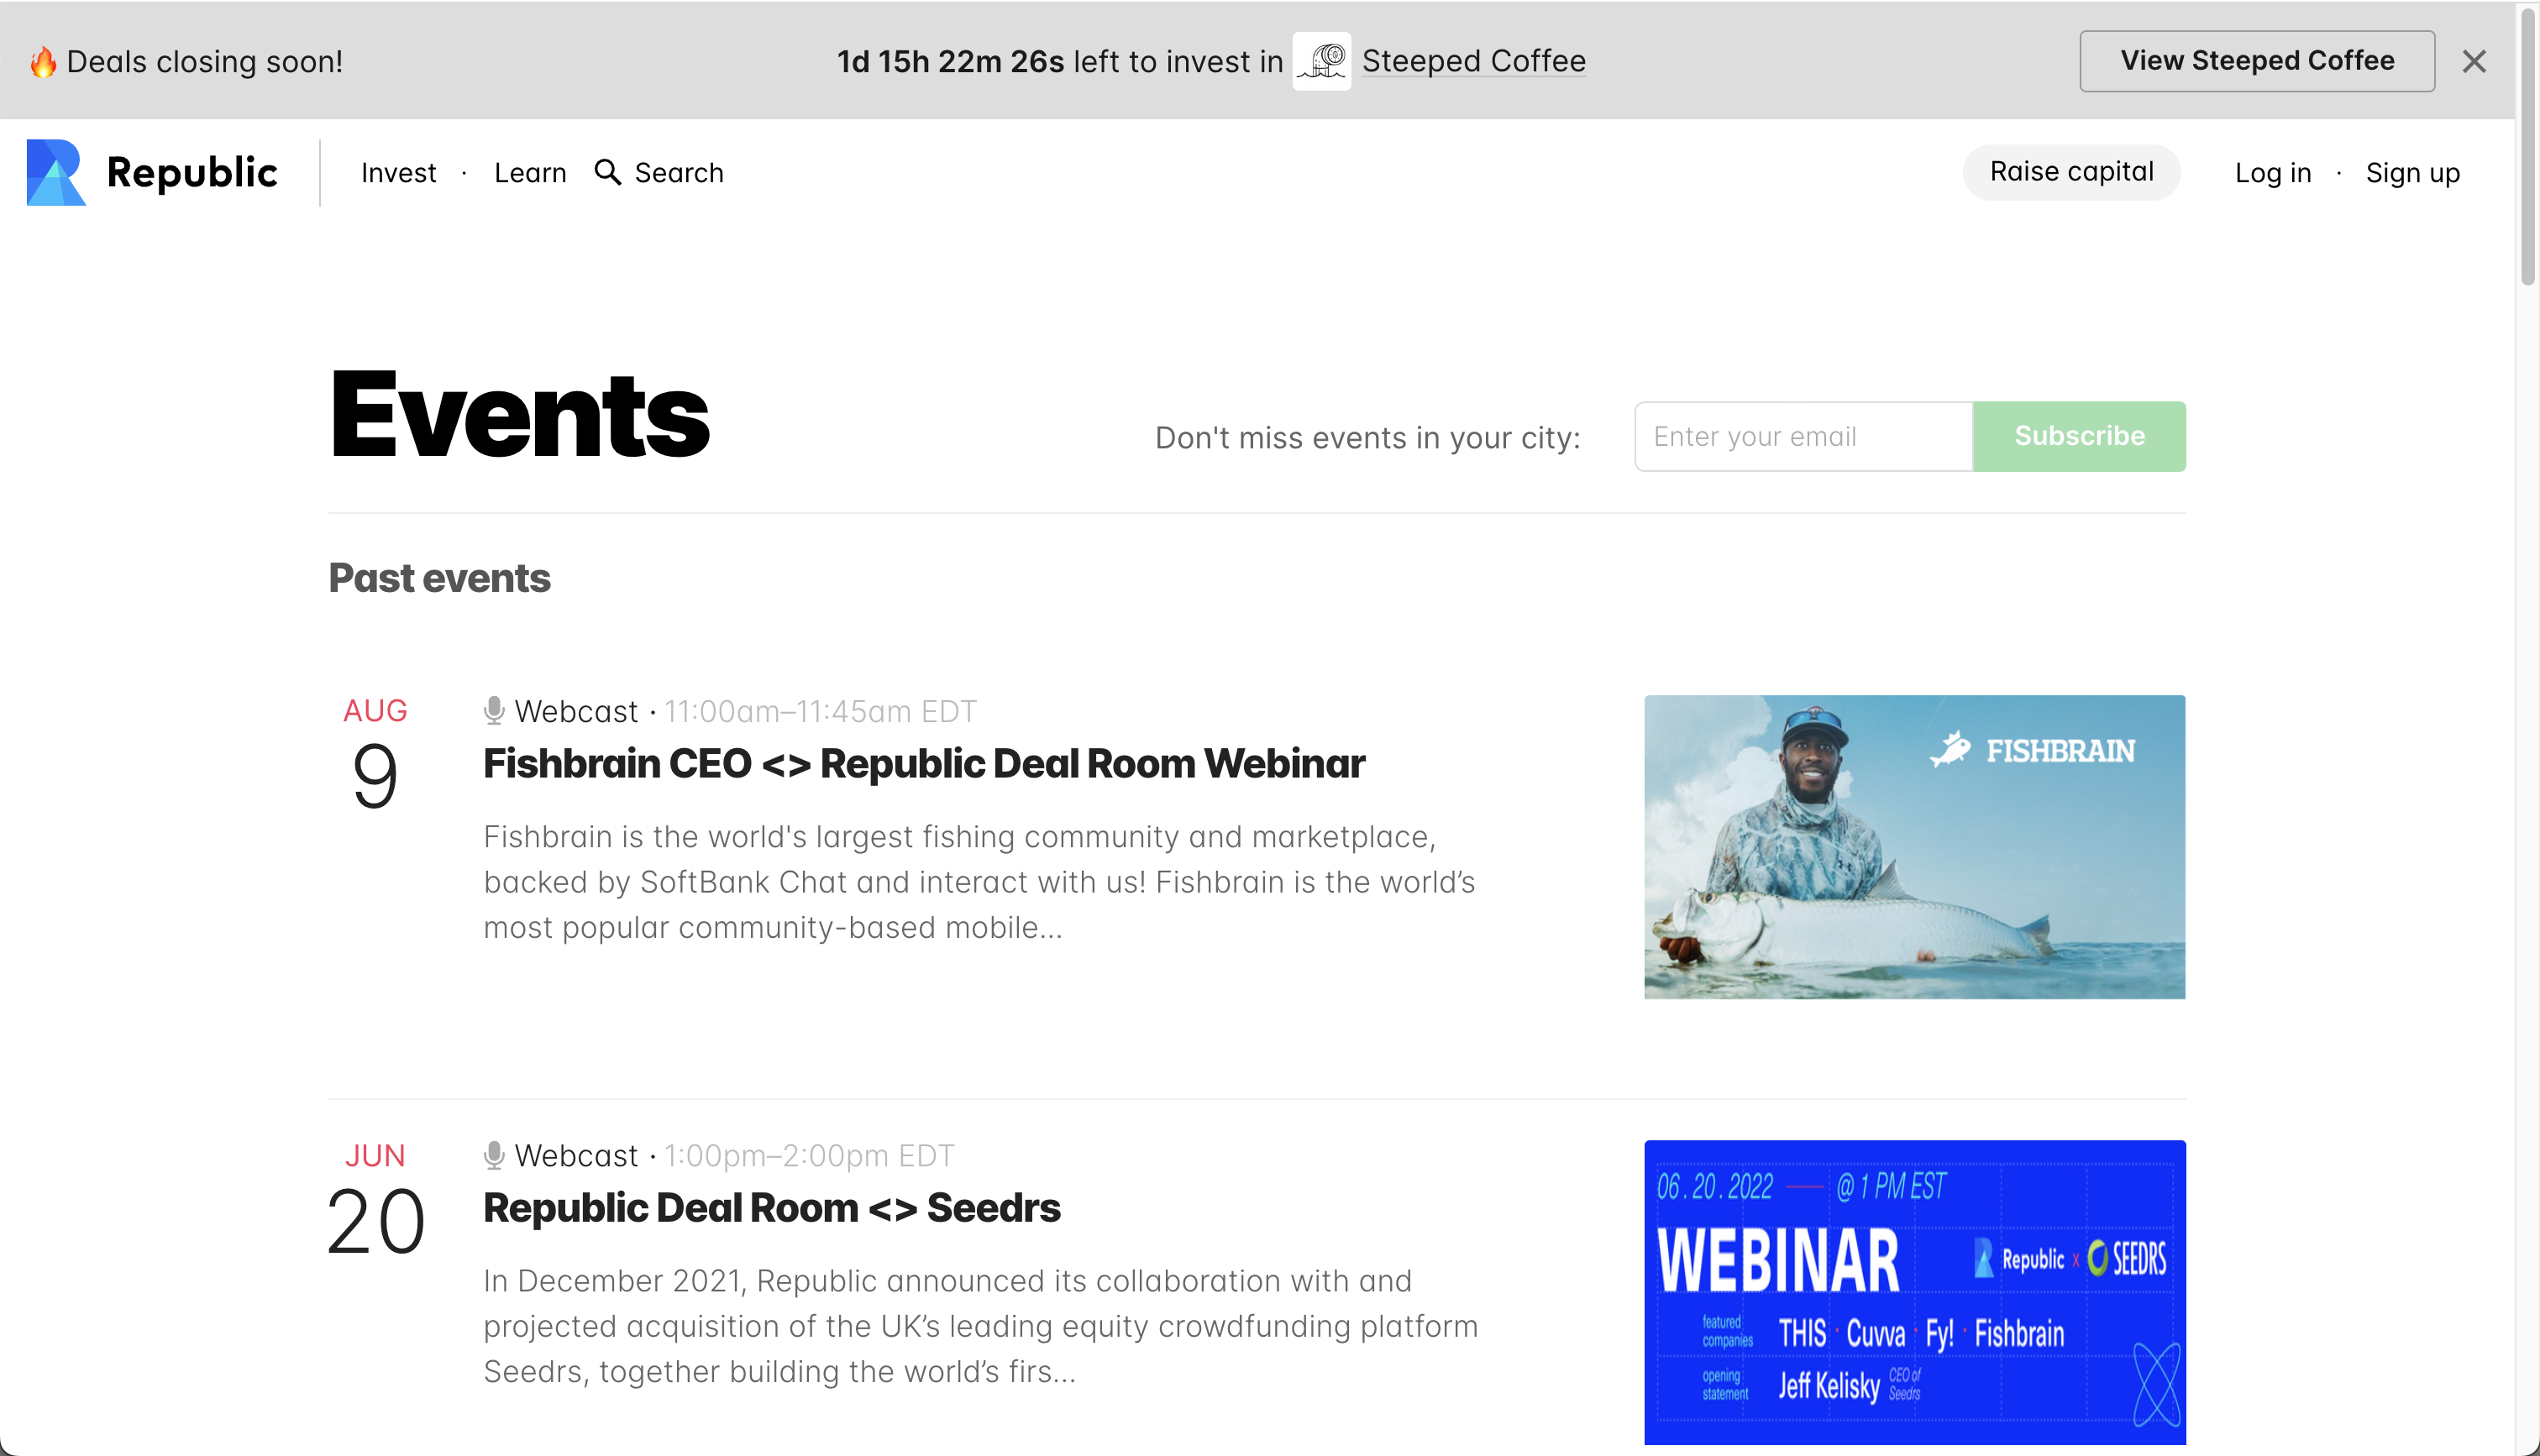 🔥 Deals closing soon!
1d 15h 22m 26s left to invest in Steeped Coffee
View Steeped Coffee
Republic
Invest · Learn Search
Raise capital
Log in · Sign up
Events
Don't miss events in your city:
Enter your email
Subscribe
Past events
AUG
9
Webcast · 11:00am–11:45am EDT
Fishbrain CEO <> Republic Deal Room Webinar
Fishbrain is the world's largest fishing community and marketplace,
backed by SoftBank Chat and interact with us! Fishbrain is the world’s
most popular community-based mobile...
FISHBRAIN
JUN
20
Webcast · 1:00pm–2:00pm EDT
Republic Deal Room <> Seedrs
In December 2021, Republic announced its collaboration with and
projected acquisition of the UK’s leading equity crowdfunding platform
Seedrs, together building the world’s firs...
06.20.2022 — @ 1 PM EST
WEBINAR
Republic x SEEDRS
featured
companies
THIS · Cuvva · Fy! · Fishbrain
opening
statement
Jeff Kelisky
CEO of
Seedrs